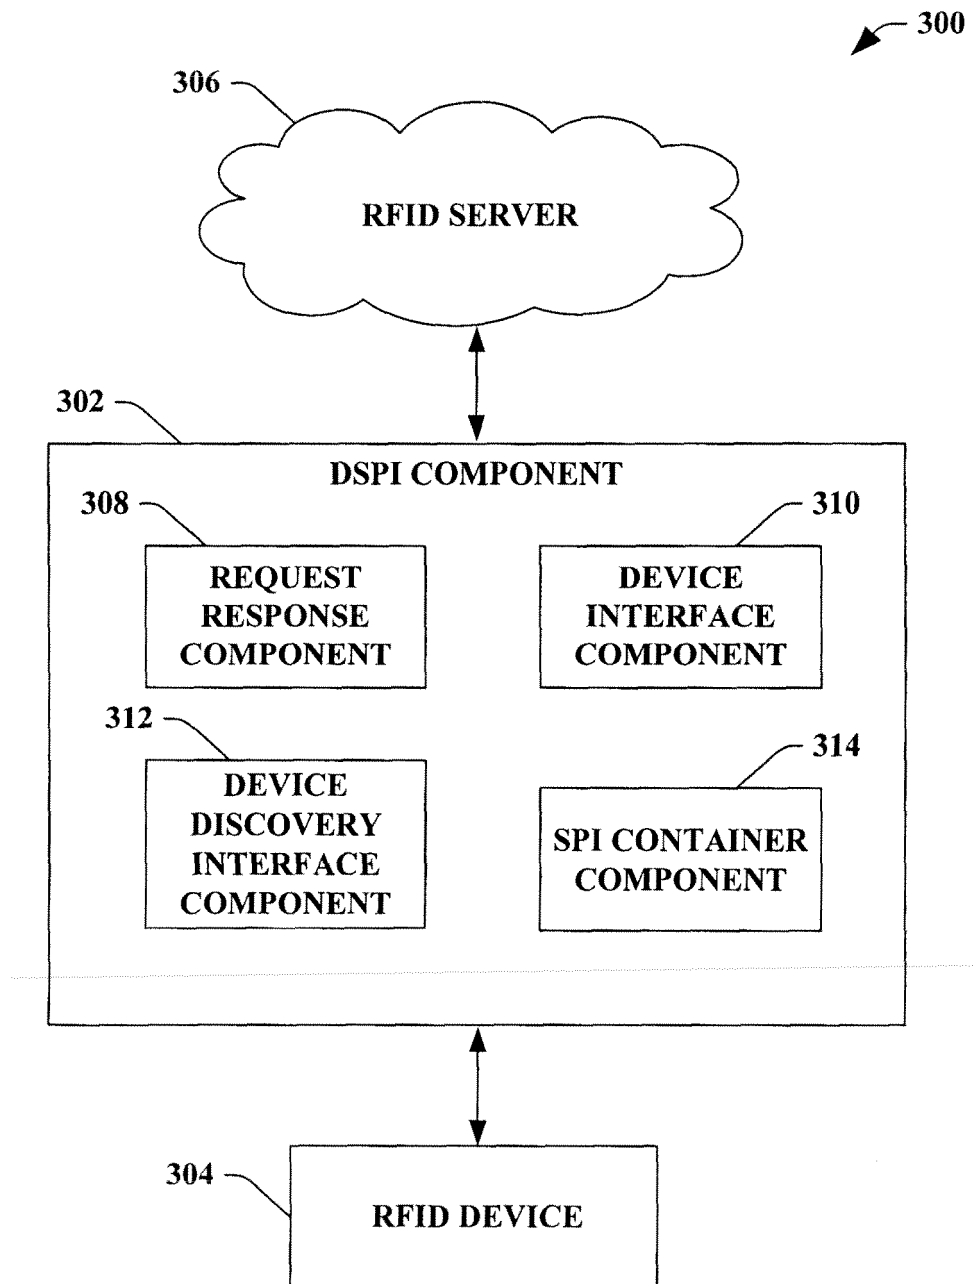 300
306
RFID SERVER
302
DSPI COMPONENT
308
310
REQUEST
RESPONSE
COMPONENT
DEVICE
INTERFACE
COMPONENT
312
314
DEVICE
DISCOVERY
INTERFACE
COMPONENT
SPI CONTAINER
COMPONENT
304
RFID DEVICE